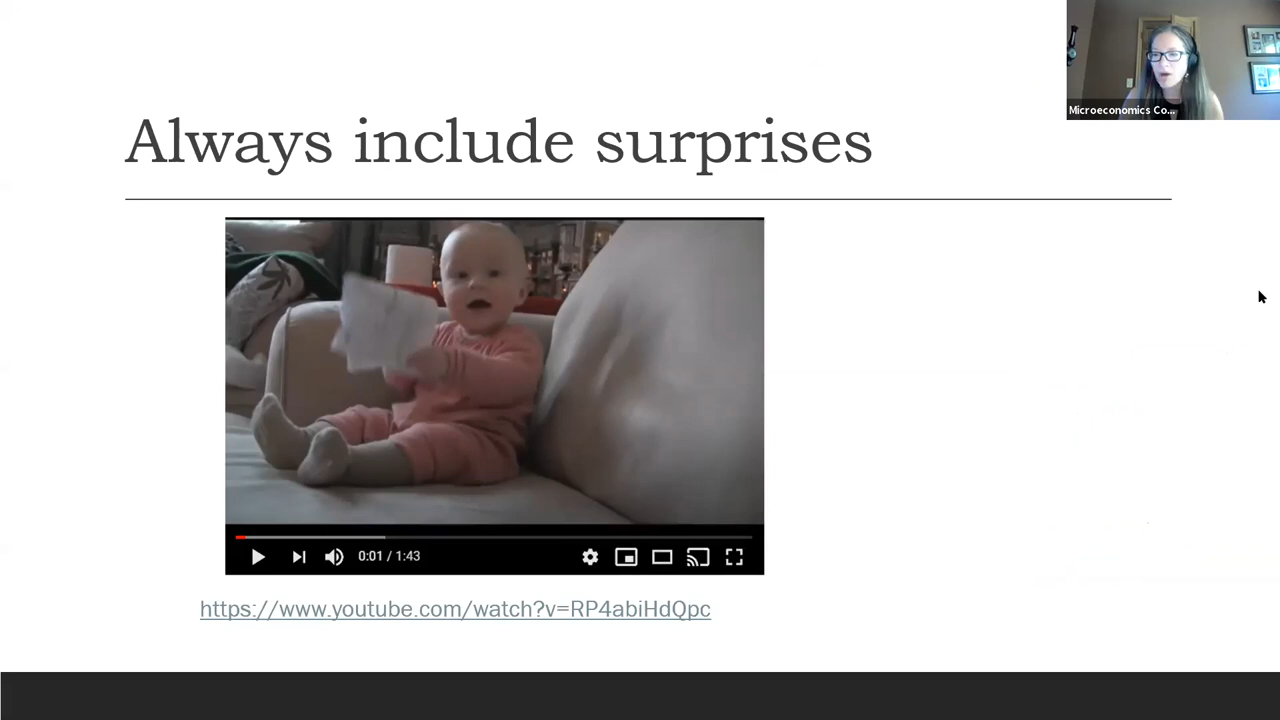 Microeconomics Co...
Always include surprises
0:01 / 1:43
https://www.youtube.com/watch?v=RP4abiHdQpc